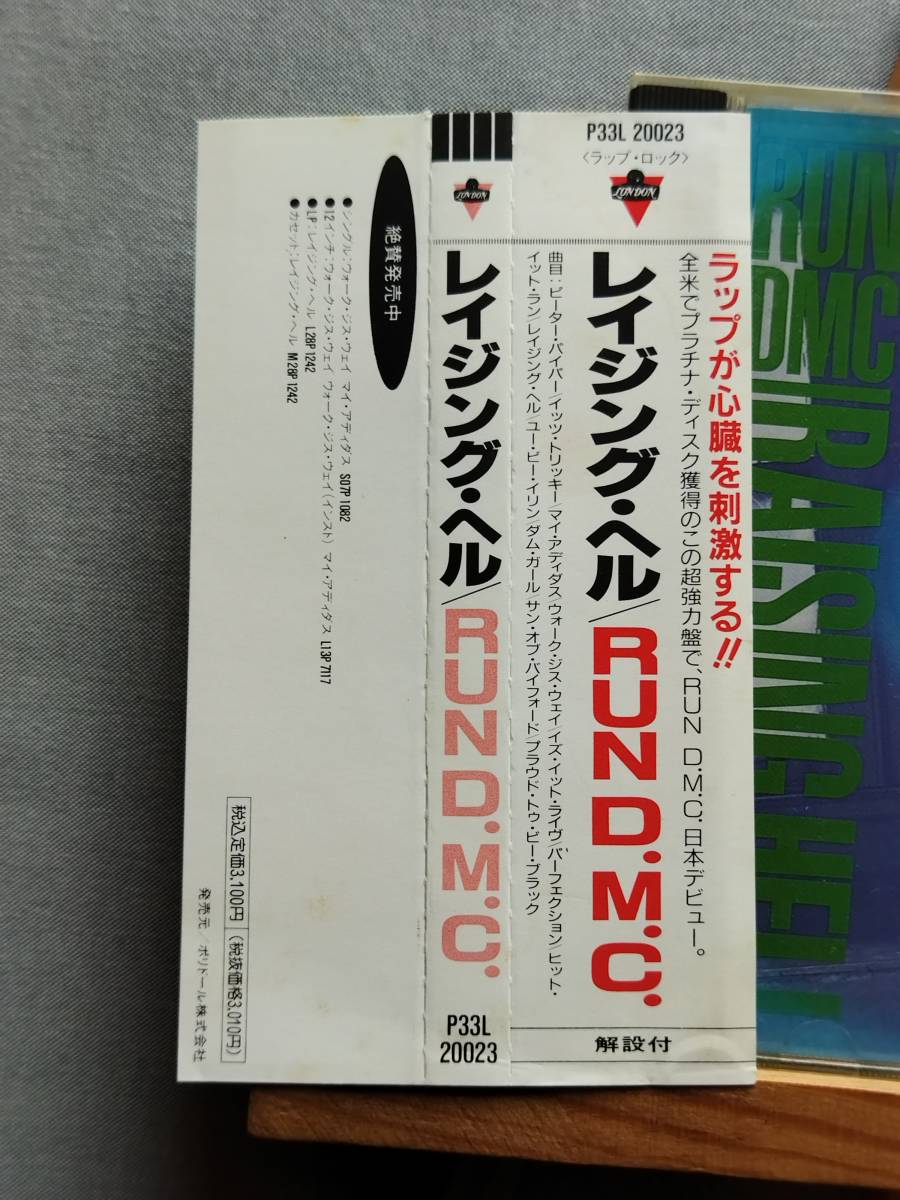 P33L 20023
〈ラップ・ロック〉
LONDON
ラップが心臓を刺激する!!
全米でプラチナ・ディスク獲得のこの超強力盤で、RUN D.M.C. 日本デビュー。
レイジング・ヘル/RUN D.M.C.
曲目:ピーター・パイパー/イッツ・トリッキー/マイ・アディダス/ウォーク・ジス・ウェイ/イズ・イット・ライヴ/パーフェクション/ヒット・
イット・ラン/レイジング・ヘル/ユー・ビー・イリン/ダム・ガール/サン・オブ・バイフォード/プラウド・トゥ・ビー・ブラック
解説付
LONDON
レイジング・ヘル/RUN D.M.C.
P33L
20023
絶賛発売中
●シングル:ウォーク・ジス・ウェイ マイ・アディダス S07P 1082
●12インチ:ウォーク・ジス・ウェイ ウォーク・ジス・ウェイ(インスト) マイ・アディダス L13P 7117
●LP:レイジング・ヘル L28P 1242
●カセット:レイジング・ヘル M28P 1242
税込定価3,100円(税抜価格3,010円)
発売元/ポリドール株式会社
RUN
DMC
RAISING HELL